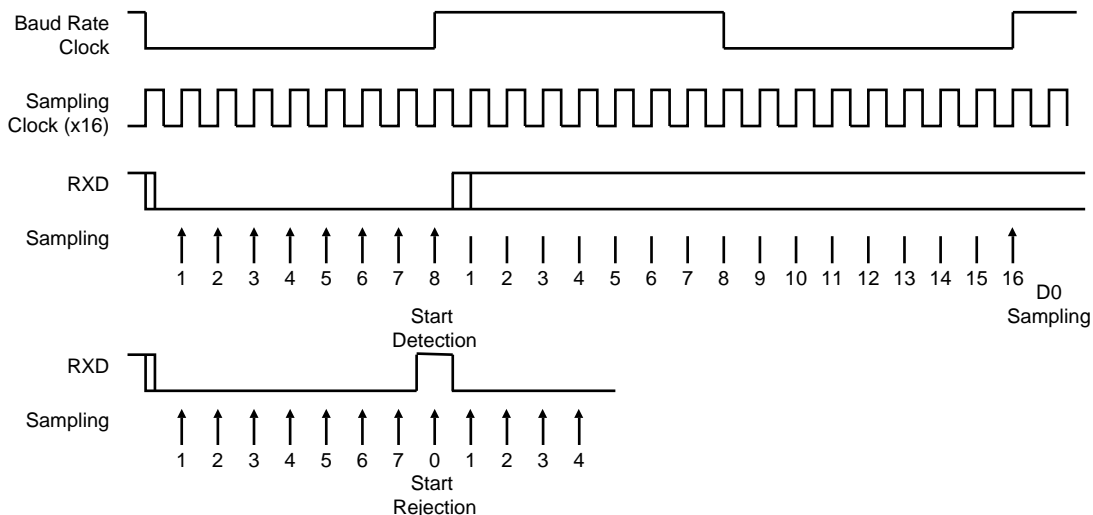 Baud Rate
Clock
Sampling
Clock (x16)
RXD
Sampling
1 2 3 4 5 6 7 8 1 2 3 4 5 6 7 8 9 10 11 12 13 14 15 16
D0
Sampling
Start
Detection
RXD
Sampling
1 2 3 4 5 6 7 0 1 2 3 4
Start
Rejection